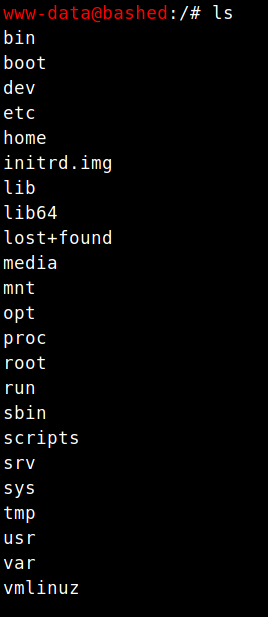 www-data@bashed:/# ls
bin
boot
dev
etc
home
initrd.img
lib
lib64
lost+found
media
mnt
opt
proc
root
run
sbin
scripts
srv
sys
tmp
usr
var
vmlinuz